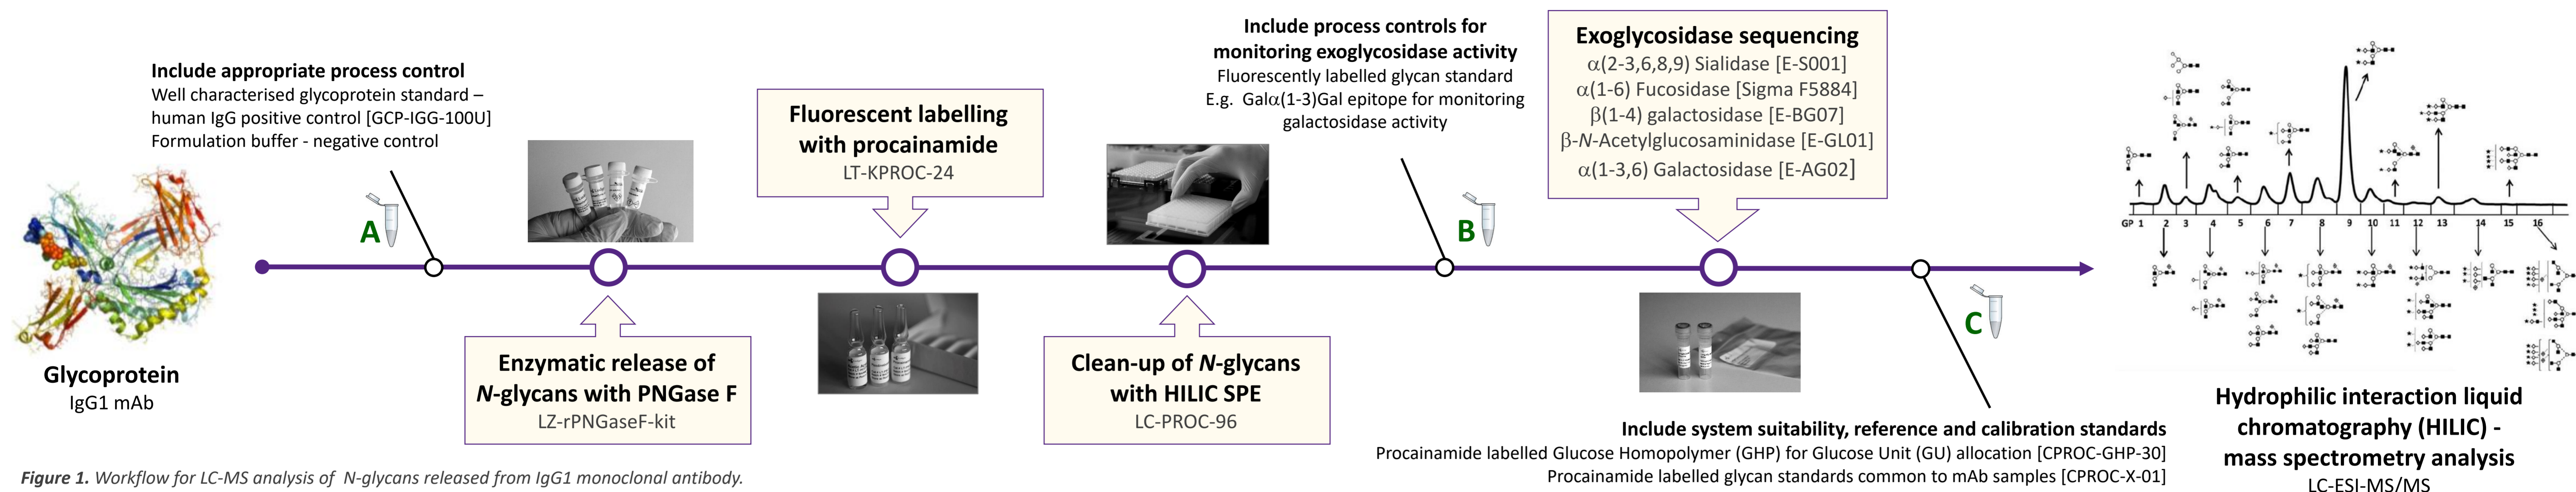 Include appropriate process control
Well characterised glycoprotein standard –
human IgG positive control [GCP-IGG-100U]
Formulation buffer - negative control
A
Glycoprotein
IgG1 mAb
Enzymatic release of
N-glycans with PNGase F
LZ-rPNGaseF-kit
Fluorescent labelling
with procainamide
LT-KPROC-24
Clean-up of N-glycans
with HILIC SPE
LC-PROC-96
Include process controls for
monitoring exoglycosidase activity
Fluorescently labelled glycan standard
E.g. Galα(1-3)Gal epitope for monitoring
galactosidase activity
B
Exoglycosidase sequencing
α(2-3,6,8,9) Sialidase [E-S001]
α(1-6) Fucosidase [Sigma F5884]
β(1-4) galactosidase [E-BG07]
β-N-Acetylglucosaminidase [E-GL01]
α(1-3,6) Galactosidase [E-AG02]
C
Include system suitability, reference and calibration standards
Procainamide labelled Glucose Homopolymer (GHP) for Glucose Unit (GU) allocation [CPROC-GHP-30]
Procainamide labelled glycan standards common to mAb samples [CPROC-X-01]
GP 1 2 3 4 5 6 7 8 9 10 11 12 13 14 15 16
Hydrophilic interaction liquid
chromatography (HILIC) -
mass spectrometry analysis
LC-ESI-MS/MS
Figure 1. Workflow for LC-MS analysis of N-glycans released from IgG1 monoclonal antibody.